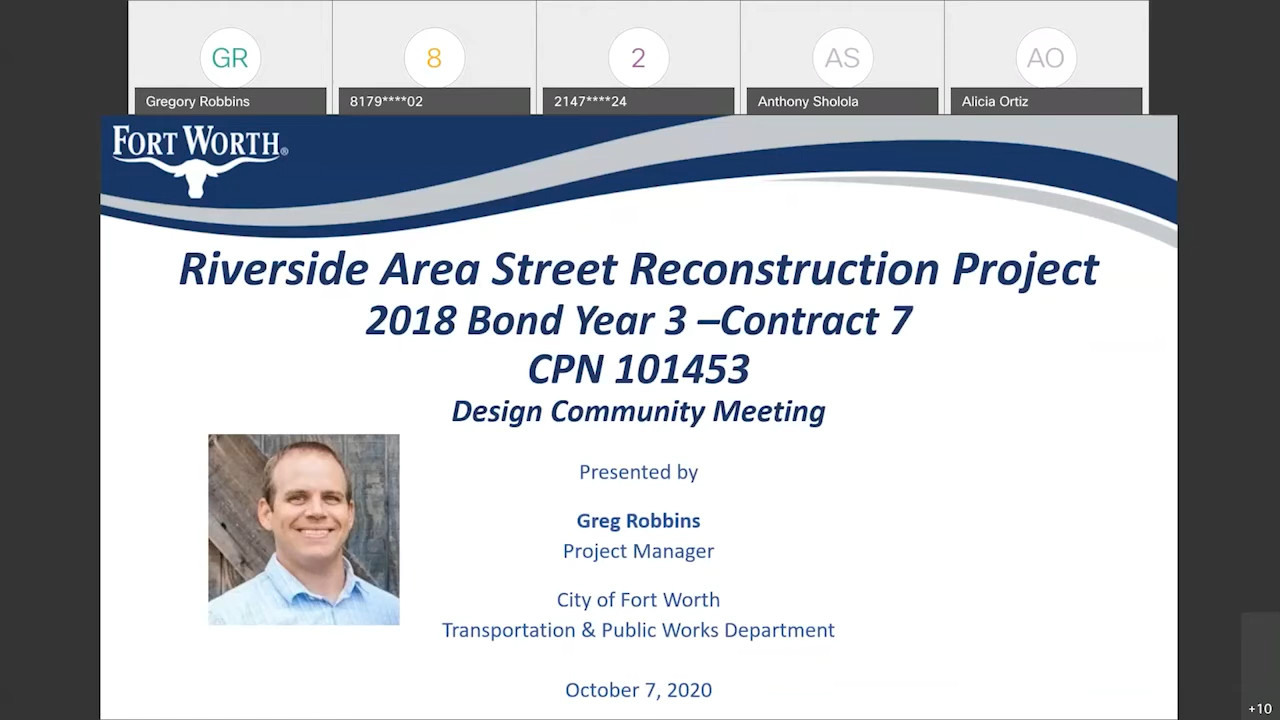 GR
8
2
AS
AO
Gregory Robbins
8179****02
2147****24
Anthony Sholola
Alicia Ortiz
FORT WORTH®
Riverside Area Street Reconstruction Project
2018 Bond Year 3 –Contract 7
CPN 101453
Design Community Meeting
Presented by
Greg Robbins
Project Manager
City of Fort Worth
Transportation & Public Works Department
October 7, 2020
+10